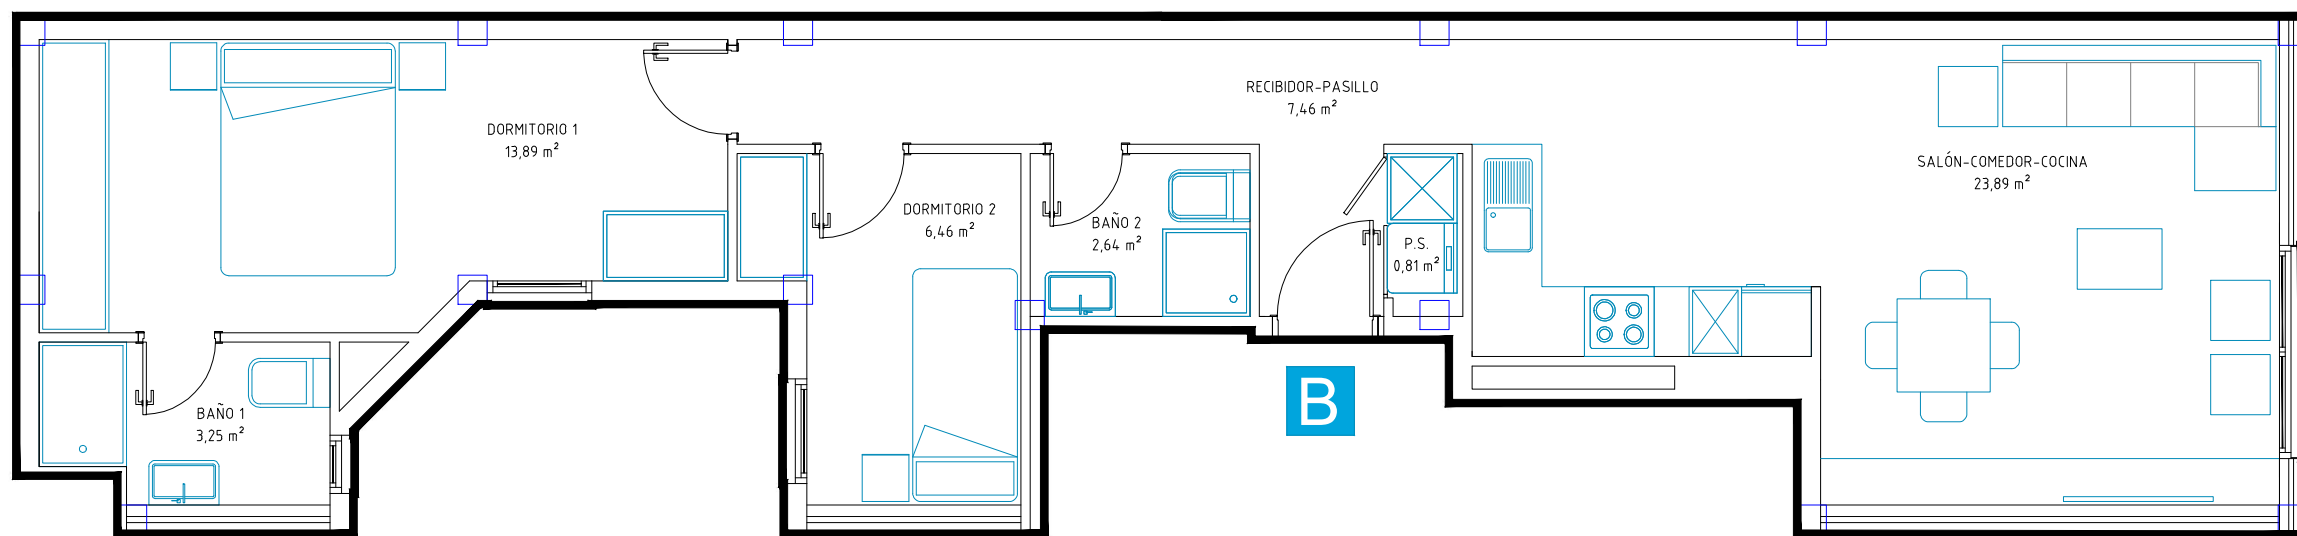 RECIBIDOR-PASILLO
7,46 m²
DORMITORIO 1
13,89 m²
SALÓN-COMEDOR-COCINA
23,89 m²
DORMITORIO 2
6,46 m²
BAÑO 2
2,64 m²
P.S.
0,81 m²
BAÑO 1
3,25 m²
B